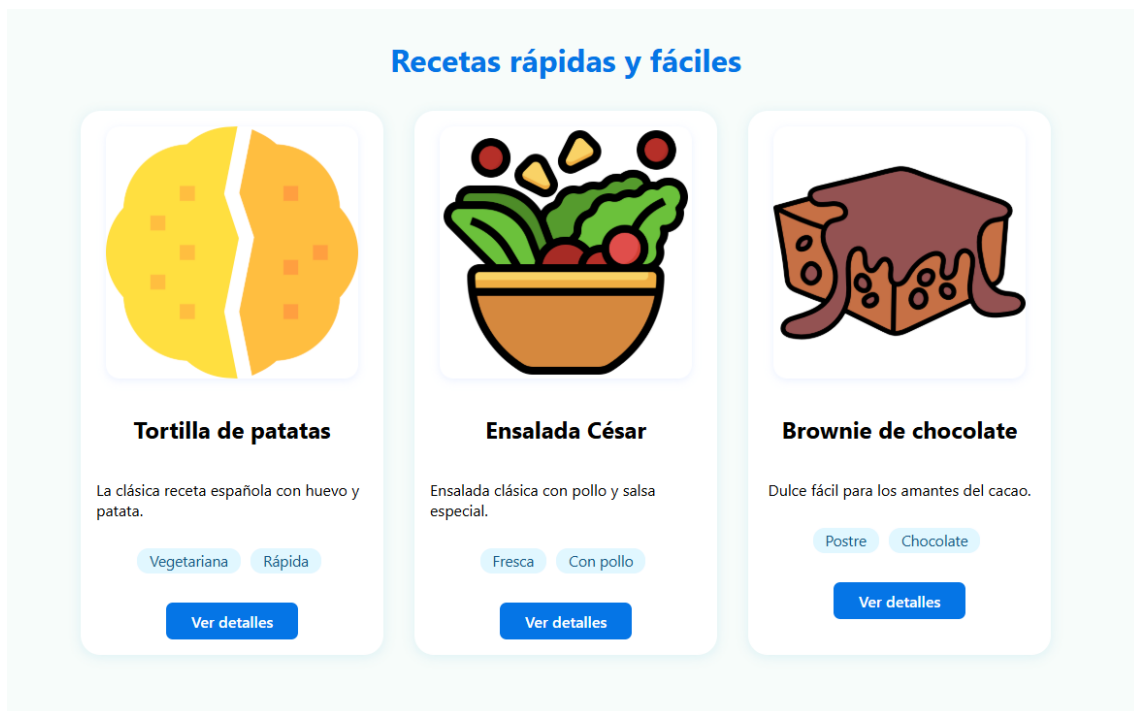 Recetas rápidas y fáciles
Tortilla de patatas
La clásica receta española con huevo y
patata.
Vegetariana
Rápida
Ver detalles
Ensalada César
Ensalada clásica con pollo y salsa
especial.
Fresca
Con pollo
Ver detalles
Brownie de chocolate
Dulce fácil para los amantes del cacao.
Postre
Chocolate
Ver detalles